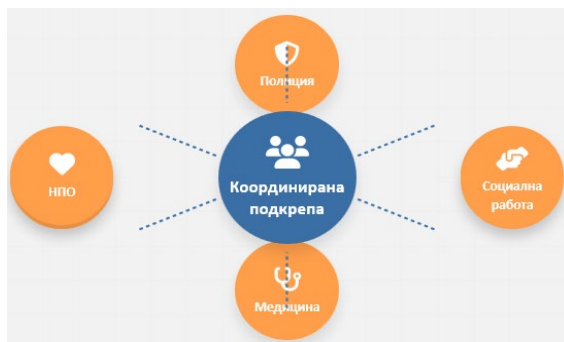 Полиция
НПО
Координирана
подкрепа
Социална
работа
Медицина